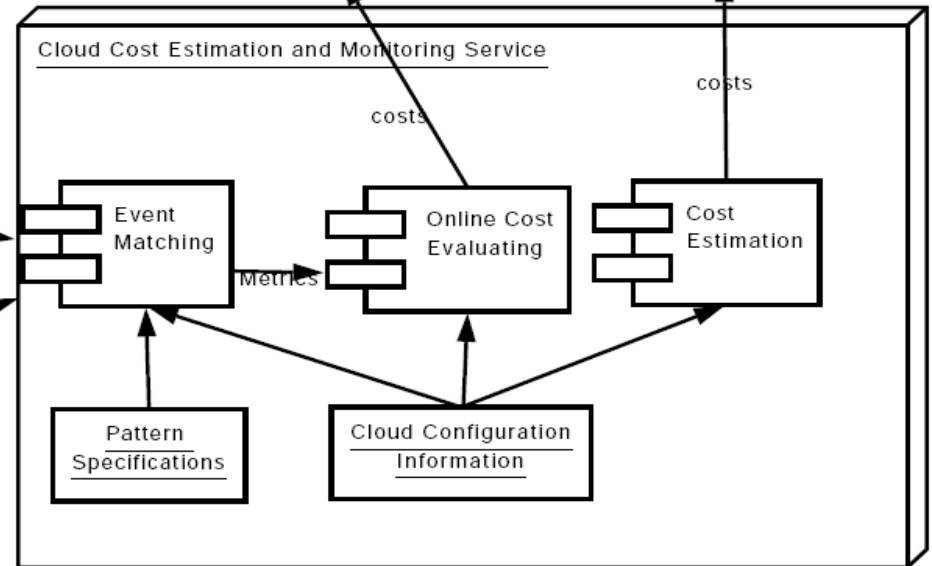 Cloud Cost Estimation and Monitoring Service
costs
costs
Event
Matching
Online Cost
Evaluating
Cost
Estimation
Metrics
Pattern
Specifications
Cloud Configuration
Information